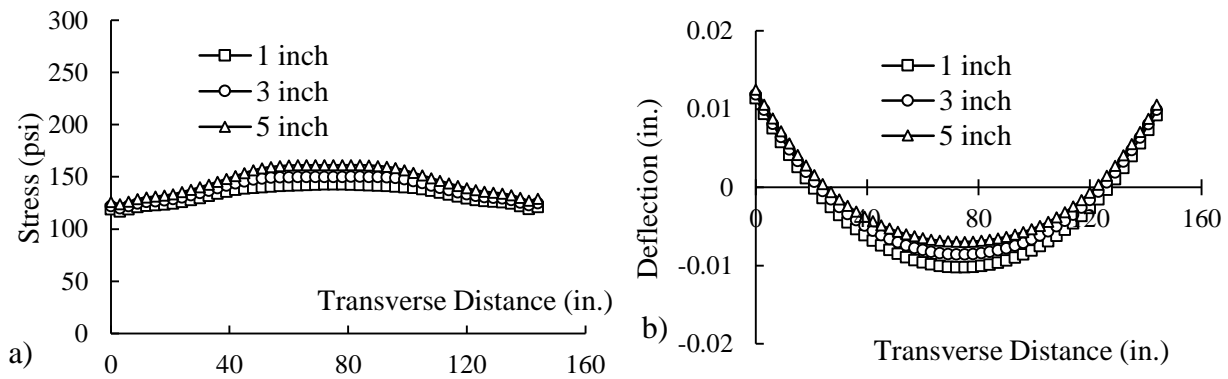 300
250
200
150
100
50
0
Stress (psi)
1 inch
3 inch
5 inch
Transverse Distance (in.)
0 40 80 120 160
a)
0.02
0.01
0
-0.01
-0.02
Deflection (in.)
1 inch
3 inch
5 inch
0 40 80 120 160
Transverse Distance (in.)
b)